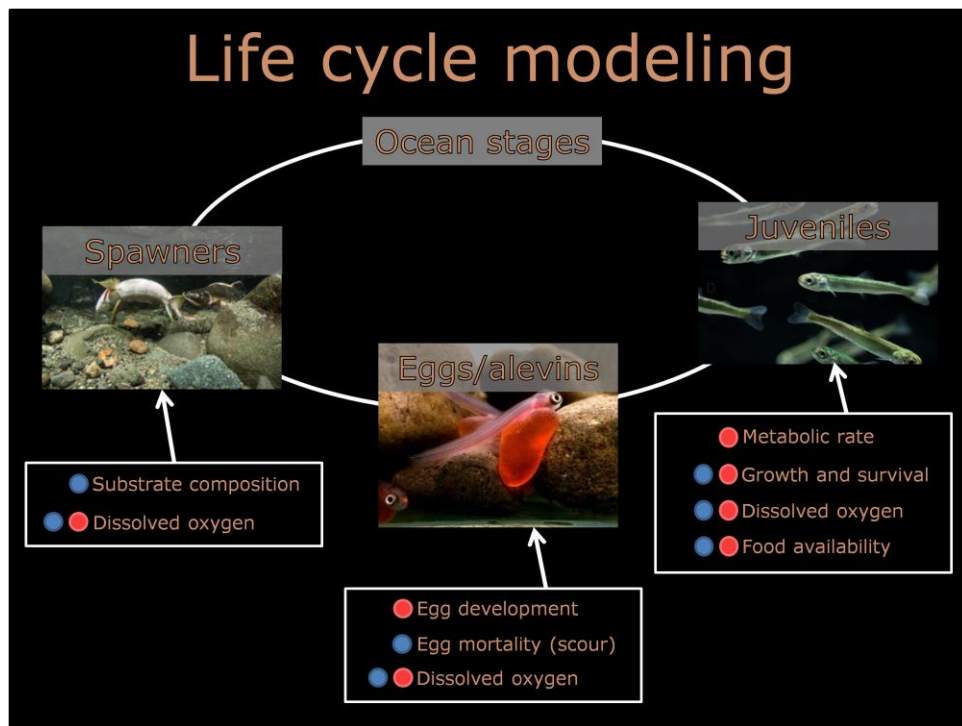 Life cycle modeling
Ocean stages
Spawners
Juveniles
Eggs/alevins
Substrate composition
Dissolved oxygen
Egg development
Egg mortality (scour)
Dissolved oxygen
Metabolic rate
Growth and survival
Dissolved oxygen
Food availability